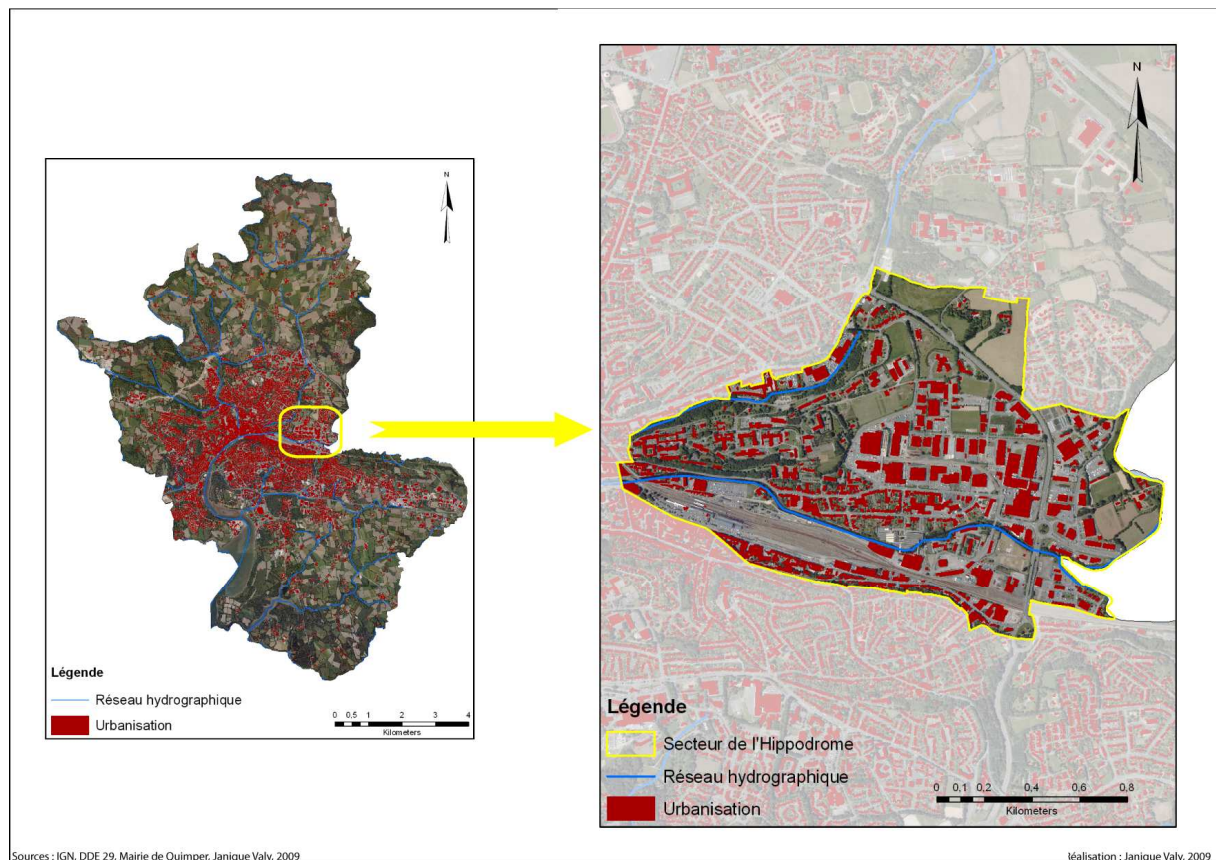 N
Légende
Réseau hydrographique
Urbanisation
0 0,5 1 2 3 4
Kilometers
N
Légende
Secteur de l'Hippodrome
Réseau hydrographique
Urbanisation
0 0,1 0,2 0,4 0,6 0,8
Kilometers
Sources : IGN, DDE 29, Mairie de Quimper, Janique Valy, 2009
Réalisation : Janique Valy, 2009